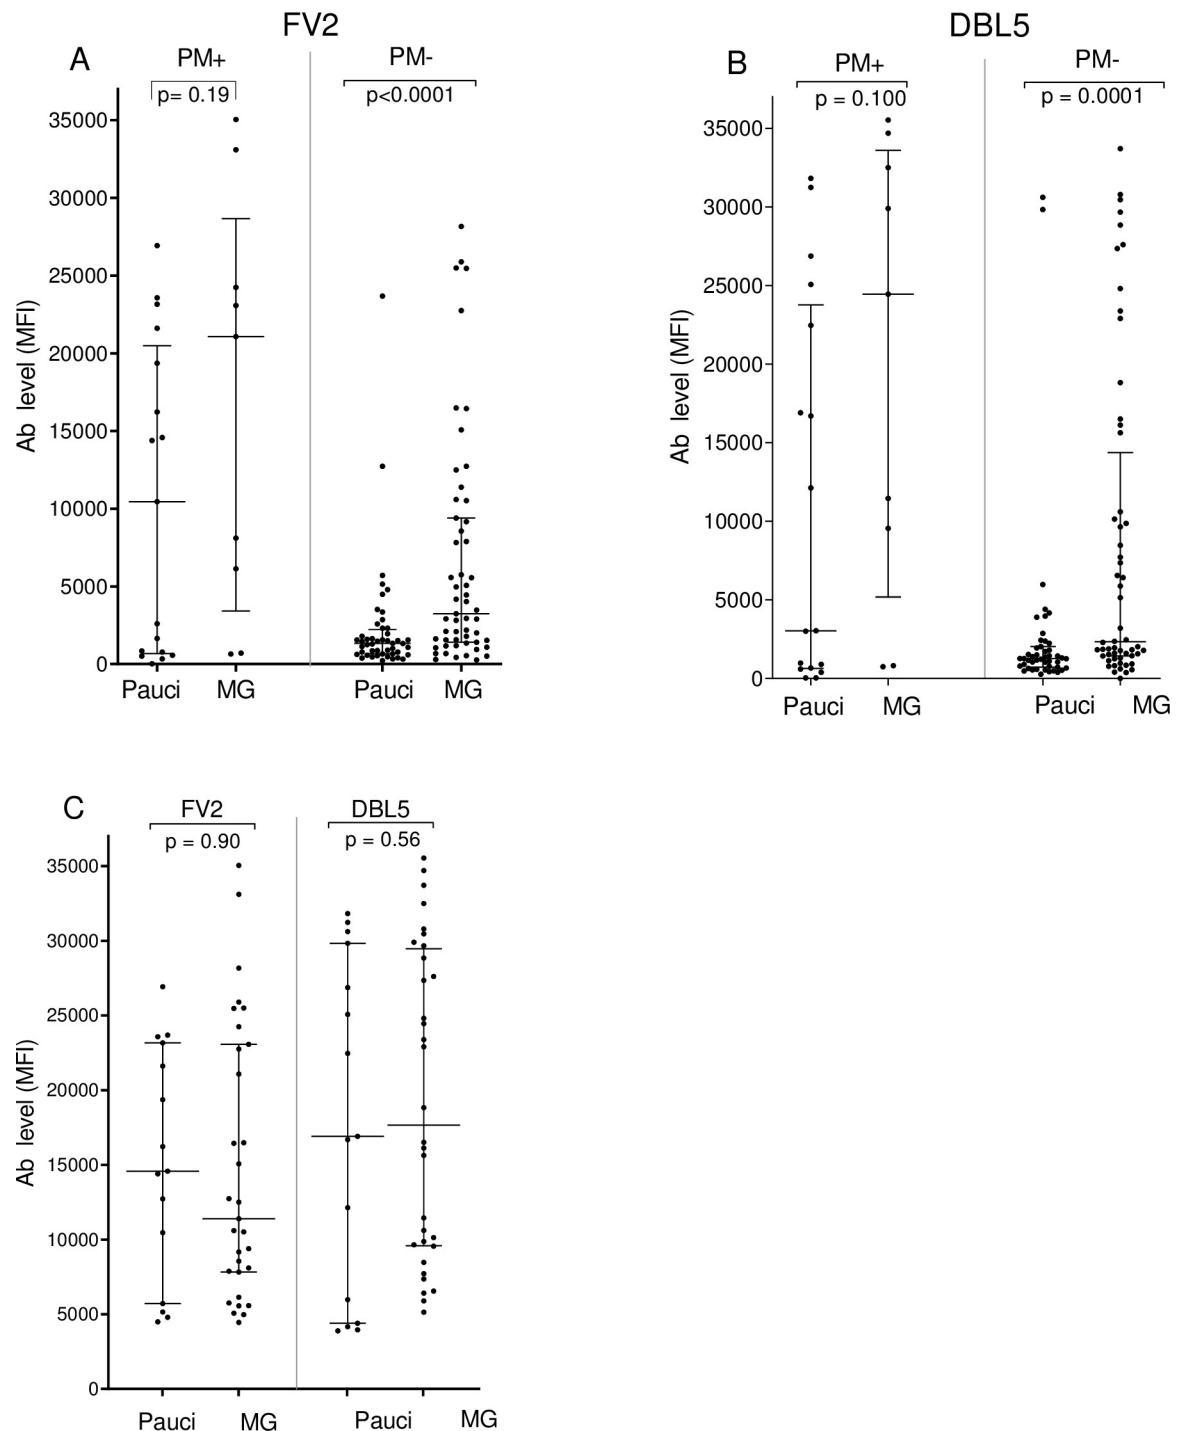 FV2
A
PM+
PM-
p= 0.19
p<0.0001
Ab level (MFI)
35000
30000
25000
20000
15000
10000
5000
0
Pauci
MG
Pauci
MG
DBL5
B
PM+
PM-
p = 0.100
p = 0.0001
Ab level (MFI)
35000
30000
25000
20000
15000
10000
5000
0
Pauci
MG
Pauci
MG
C
FV2
DBL5
p = 0.90
p = 0.56
Ab level (MFI)
35000
30000
25000
20000
15000
10000
5000
0
Pauci
MG
Pauci
MG